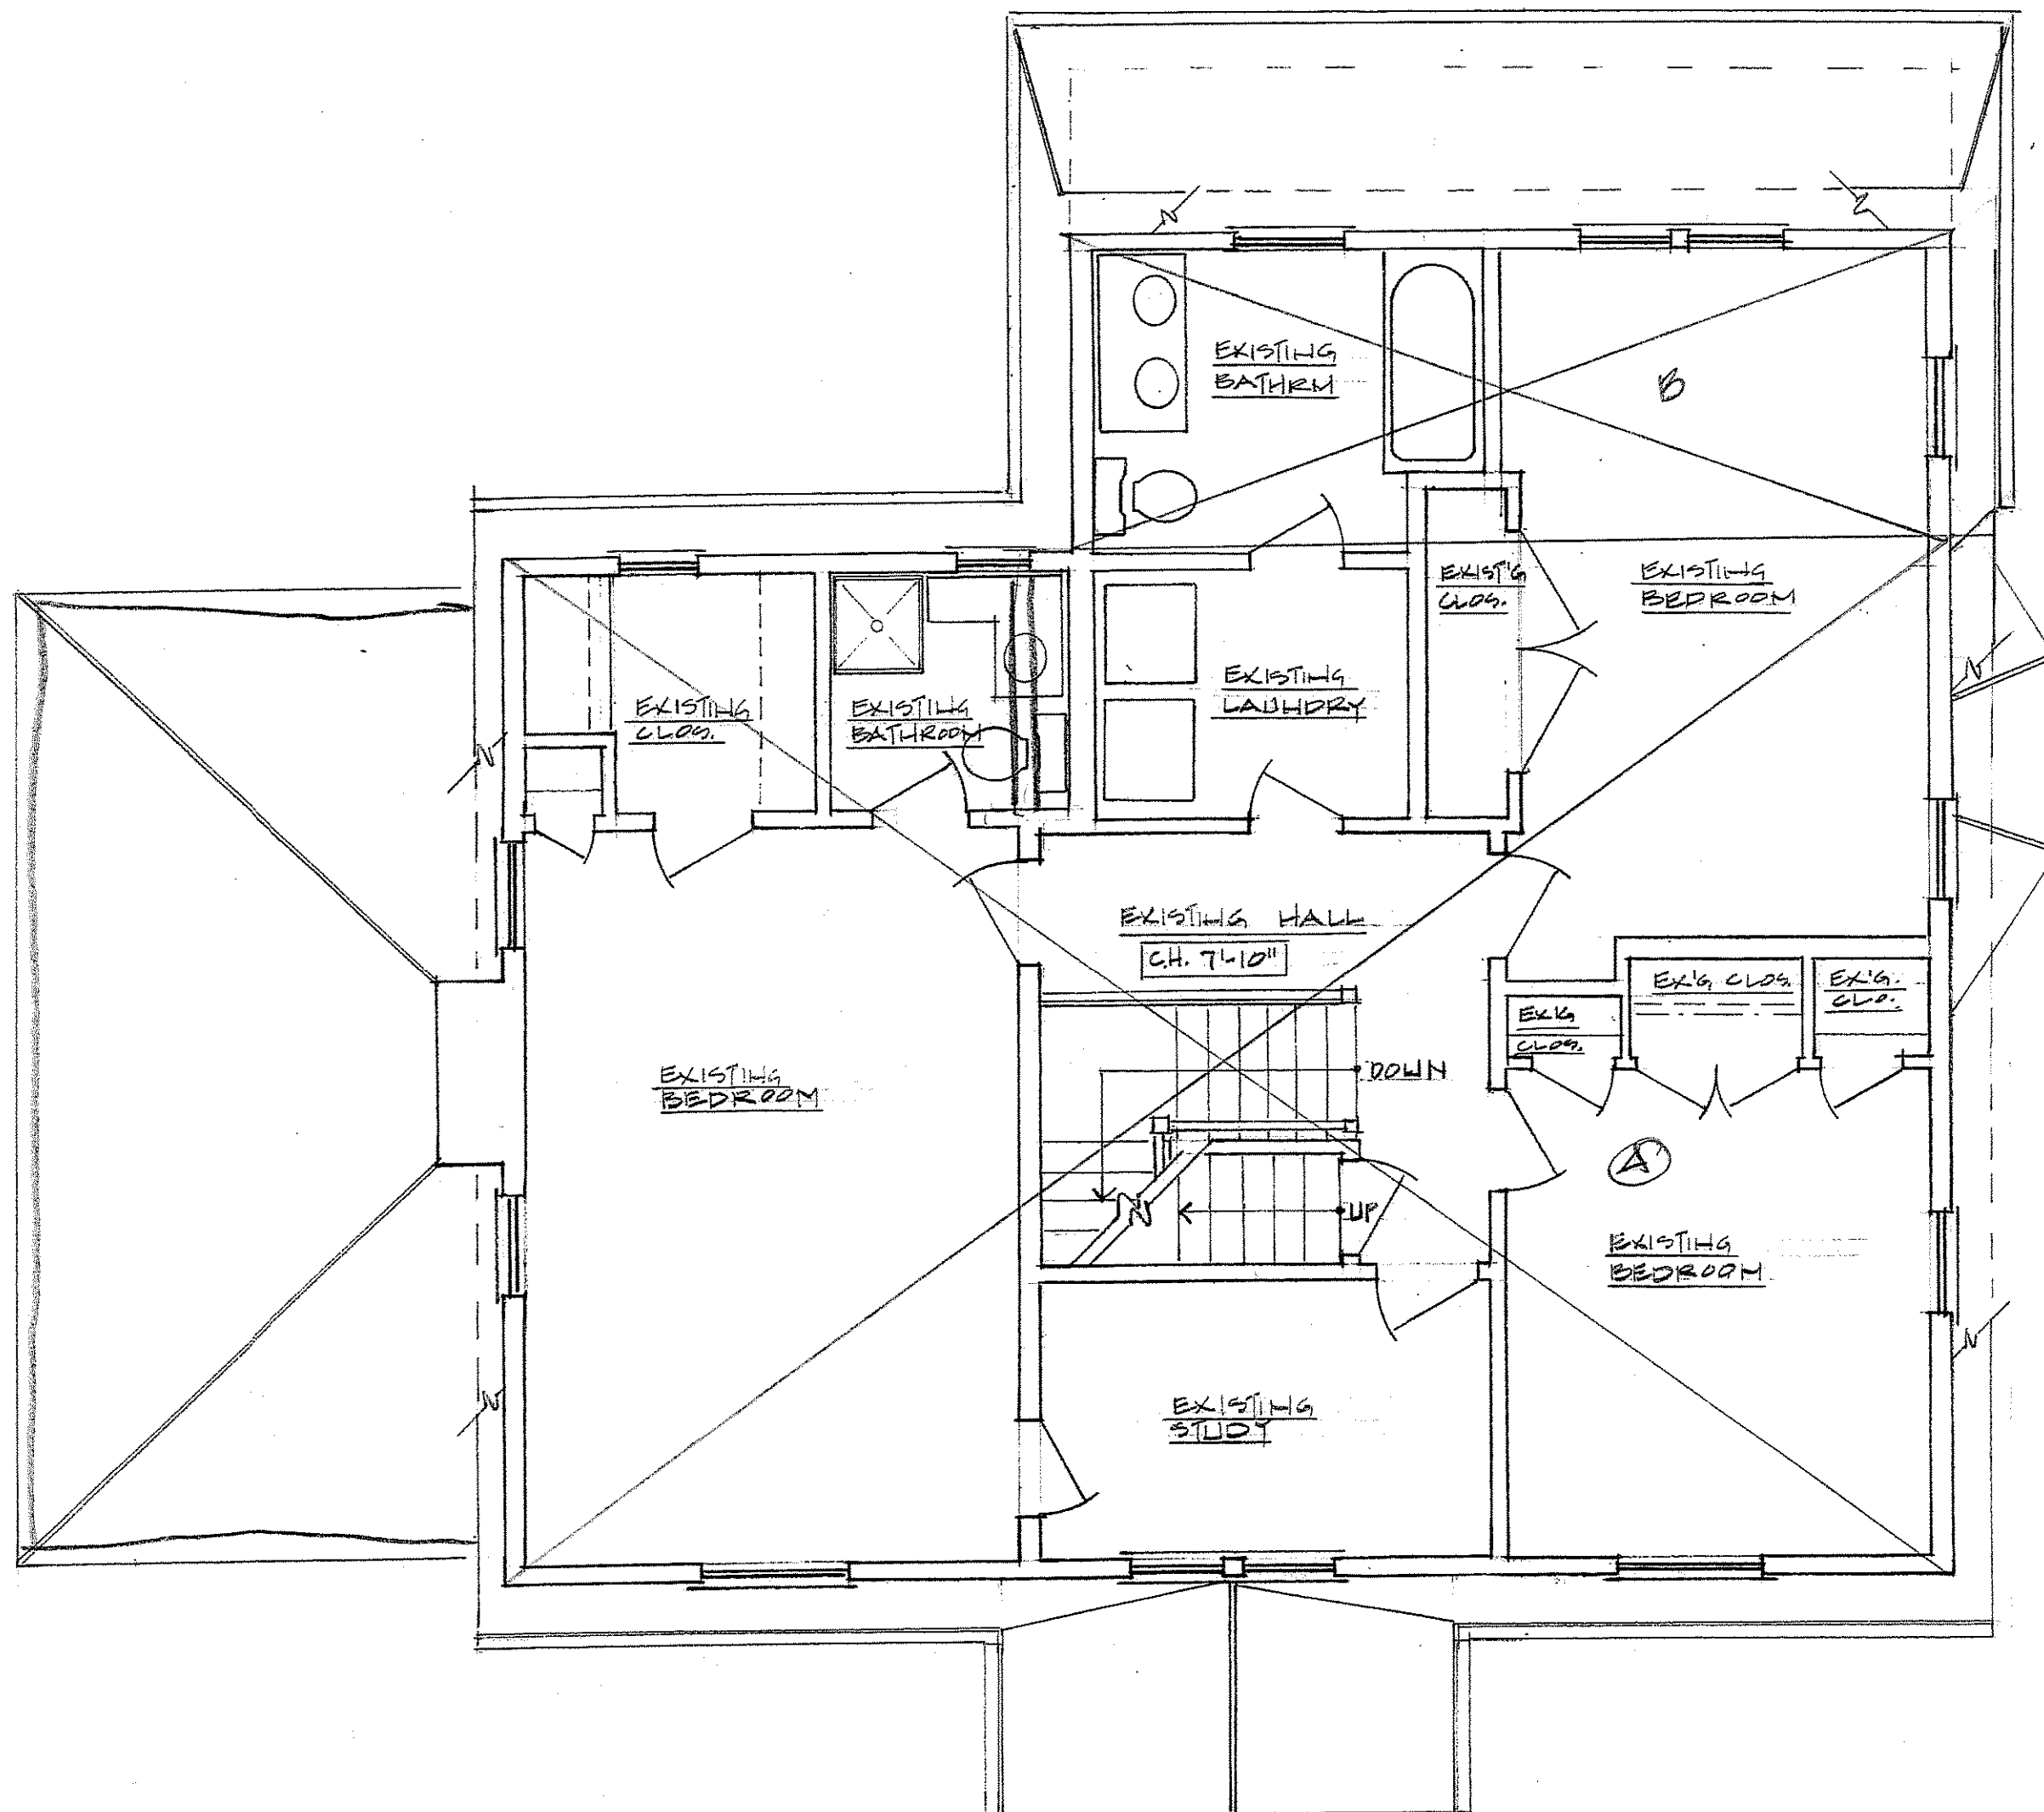 EXISTING
BATHRM
B
EXIST'G
CLOS.
EXISTING
BEDROOM
EXISTING
CLOS.
EXISTING
BATHROOM
EXISTING
LAUNDRY
EXISTING HALL
C.H. 7'-10"
EX'G CLOS.
EX'G.
CLO.
EX'G
CLOS.
DOWN
EXISTING
BEDROOM
A
UP
EXISTING
BEDROOM
EXISTING
STUDY